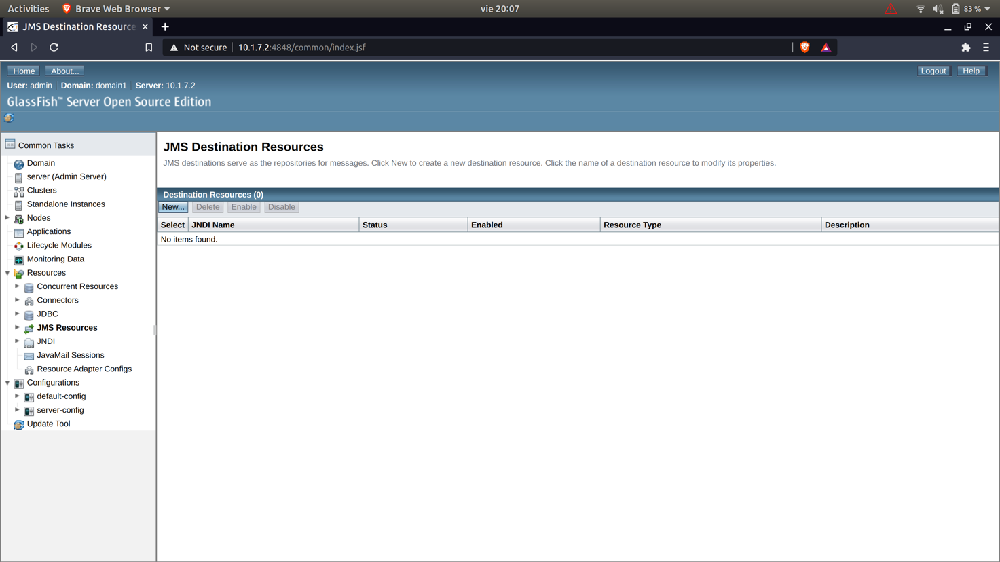 Activities Brave Web Browser vie 20:07 83 %
JMS Destination Resource
Not secure 10.1.7.2:4848/common/index.jsf
Home About... Logout Help
User: admin Domain: domain1 Server: 10.1.7.2
GlassFish™ Server Open Source Edition
Common Tasks
Domain
server (Admin Server)
Clusters
Standalone Instances
Nodes
Applications
Lifecycle Modules
Monitoring Data
Resources
Concurrent Resources
Connectors
JDBC
JMS Resources
JNDI
JavaMail Sessions
Resource Adapter Configs
Configurations
default-config
server-config
Update Tool
JMS Destination Resources
JMS destinations serve as the repositories for messages. Click New to create a new destination resource. Click the name of a destination resource to modify its properties.
Destination Resources (0)
New... Delete Enable Disable
Select JNDI Name Status Enabled Resource Type Description
No items found.